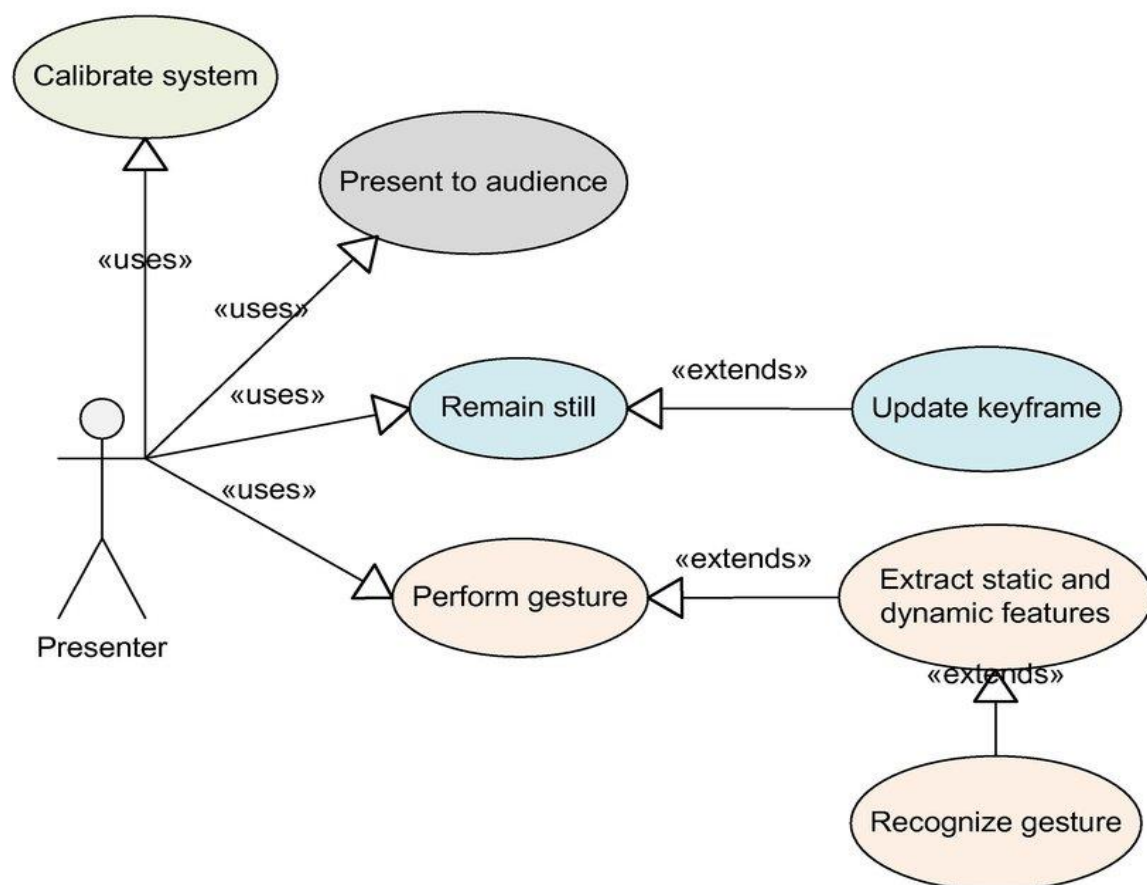 Calibrate system
Present to audience
«uses»
«uses»
«extends»
«uses»
Remain still
Update keyframe
«uses»
«extends»
Perform gesture
Extract static and
dynamic features
Presenter
«extends»
Recognize gesture